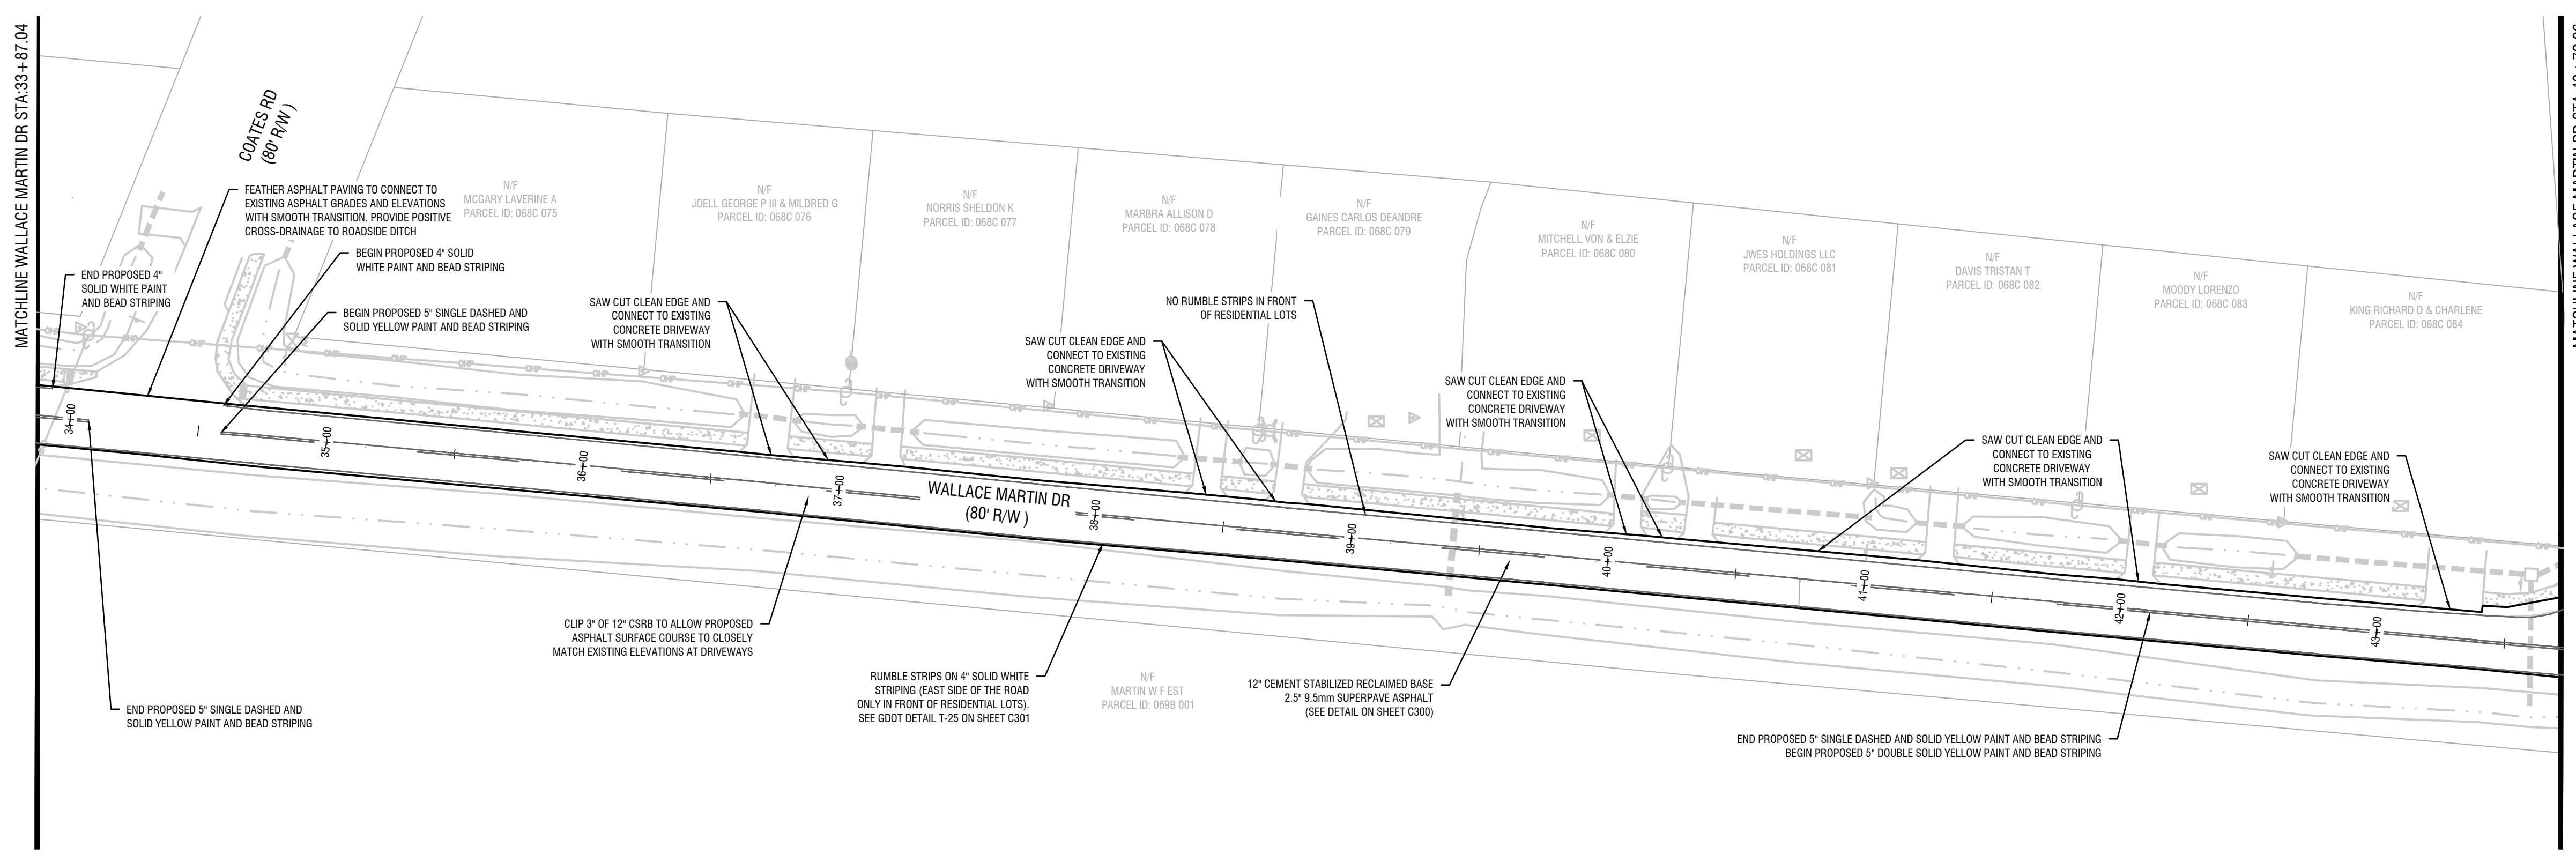 MATCHLINE WALLACE MARTIN DR STA:33+87.04
COATES RD
(80' R/W )
FEATHER ASPHALT PAVING TO CONNECT TO
EXISTING ASPHALT GRADES AND ELEVATIONS
WITH SMOOTH TRANSITION. PROVIDE POSITIVE
CROSS-DRAINAGE TO ROADSIDE DITCH
BEGIN PROPOSED 4" SOLID
WHITE PAINT AND BEAD STRIPING
END PROPOSED 4"
SOLID WHITE PAINT
AND BEAD STRIPING
BEGIN PROPOSED 5" SINGLE DASHED AND
SOLID YELLOW PAINT AND BEAD STRIPING
N/F
MCGARY LAVERINE A
PARCEL ID: 068C 075
N/F
JOELL GEORGE P III & MILDRED G
PARCEL ID: 068C 076
N/F
NORRIS SHELDON K
PARCEL ID: 068C 077
N/F
MARBRA ALLISON D
PARCEL ID: 068C 078
N/F
GAINES CARLOS DEANDRE
PARCEL ID: 068C 079
N/F
MITCHELL VON & ELZIE
PARCEL ID: 068C 080
N/F
JWES HOLDINGS LLC
PARCEL ID: 068C 081
N/F
DAVIS TRISTAN T
PARCEL ID: 068C 082
N/F
MOODY LORENZO
PARCEL ID: 068C 083
N/F
KING RICHARD D & CHARLENE
PARCEL ID: 068C 084
SAW CUT CLEAN EDGE AND
CONNECT TO EXISTING
CONCRETE DRIVEWAY
WITH SMOOTH TRANSITION
SAW CUT CLEAN EDGE AND
CONNECT TO EXISTING
CONCRETE DRIVEWAY
WITH SMOOTH TRANSITION
NO RUMBLE STRIPS IN FRONT
OF RESIDENTIAL LOTS
SAW CUT CLEAN EDGE AND
CONNECT TO EXISTING
CONCRETE DRIVEWAY
WITH SMOOTH TRANSITION
SAW CUT CLEAN EDGE AND
CONNECT TO EXISTING
CONCRETE DRIVEWAY
WITH SMOOTH TRANSITION
SAW CUT CLEAN EDGE AND
CONNECT TO EXISTING
CONCRETE DRIVEWAY
WITH SMOOTH TRANSITION
34+00
35+00
36+00
37+00
38+00
39+00
40+00
41+00
42+00
43+00
WALLACE MARTIN DR
(80' R/W )
CLIP 3" OF 12" CSRB TO ALLOW PROPOSED
ASPHALT SURFACE COURSE TO CLOSELY
MATCH EXISTING ELEVATIONS AT DRIVEWAYS
END PROPOSED 5" SINGLE DASHED AND
SOLID YELLOW PAINT AND BEAD STRIPING
RUMBLE STRIPS ON 4" SOLID WHITE
STRIPING (EAST SIDE OF THE ROAD
ONLY IN FRONT OF RESIDENTIAL LOTS).
SEE GDOT DETAIL T-25 ON SHEET C301
N/F
MARTIN W F EST
PARCEL ID: 069B 001
12" CEMENT STABILIZED RECLAIMED BASE
2.5" 9.5mm SUPERPAVE ASPHALT
(SEE DETAIL ON SHEET C300)
END PROPOSED 5" SINGLE DASHED AND SOLID YELLOW PAINT AND BEAD STRIPING
BEGIN PROPOSED 5" DOUBLE SOLID YELLOW PAINT AND BEAD STRIPING